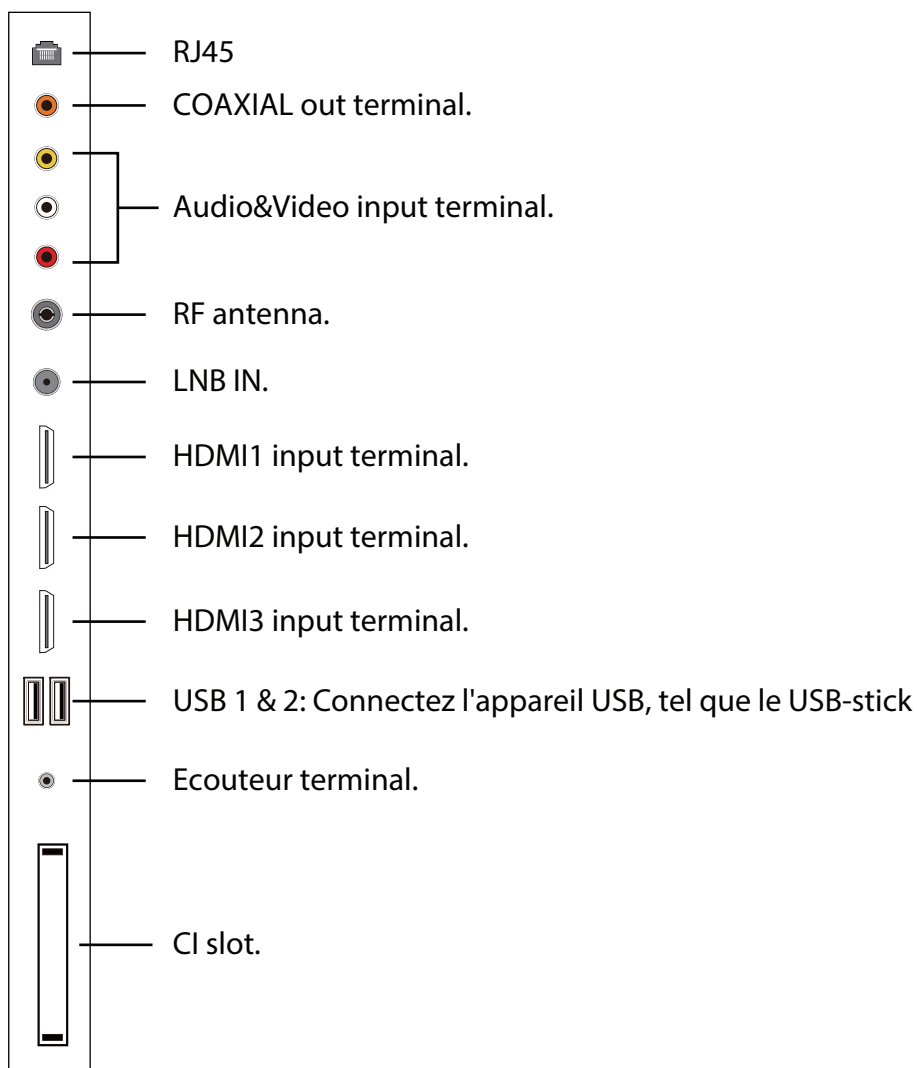 RJ45
COAXIAL out terminal.
Audio&Video input terminal.
RF antenna.
LNB IN.
HDMI1 input terminal.
HDMI2 input terminal.
HDMI3 input terminal.
USB 1 & 2: Connectez l'appareil USB, tel que le USB-stick
Ecouteur terminal.
CI slot.